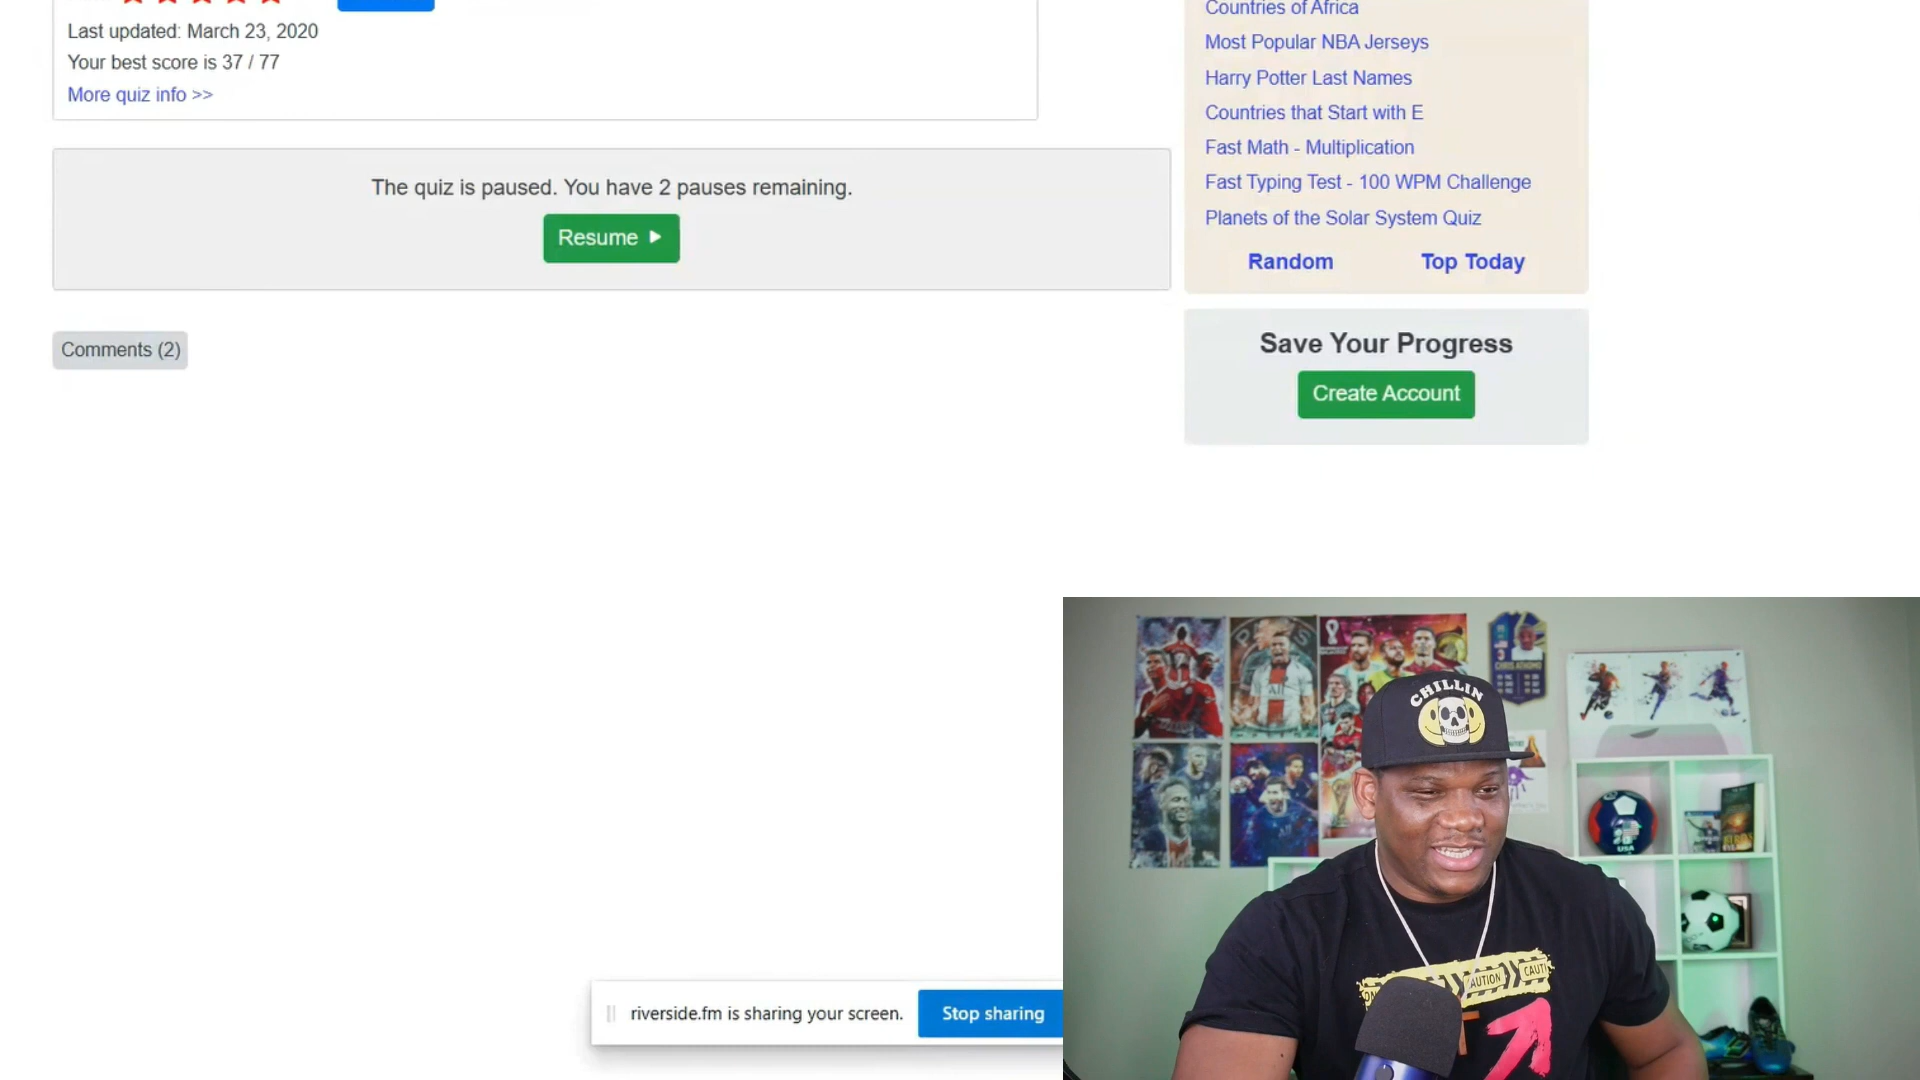 Last updated: March 23, 2020
Your best score is 37 / 77
More quiz info >>
The quiz is paused. You have 2 pauses remaining.
Resume
Comments (2)
Countries of Africa
Most Popular NBA Jerseys
Harry Potter Last Names
Countries that Start with E
Fast Math - Multiplication
Fast Typing Test - 100 WPM Challenge
Planets of the Solar System Quiz
Random Top Today
Save Your Progress
Create Account
riverside.fm is sharing your screen.
Stop sharing
CHILLIN
USA
AUTION
CAUTI